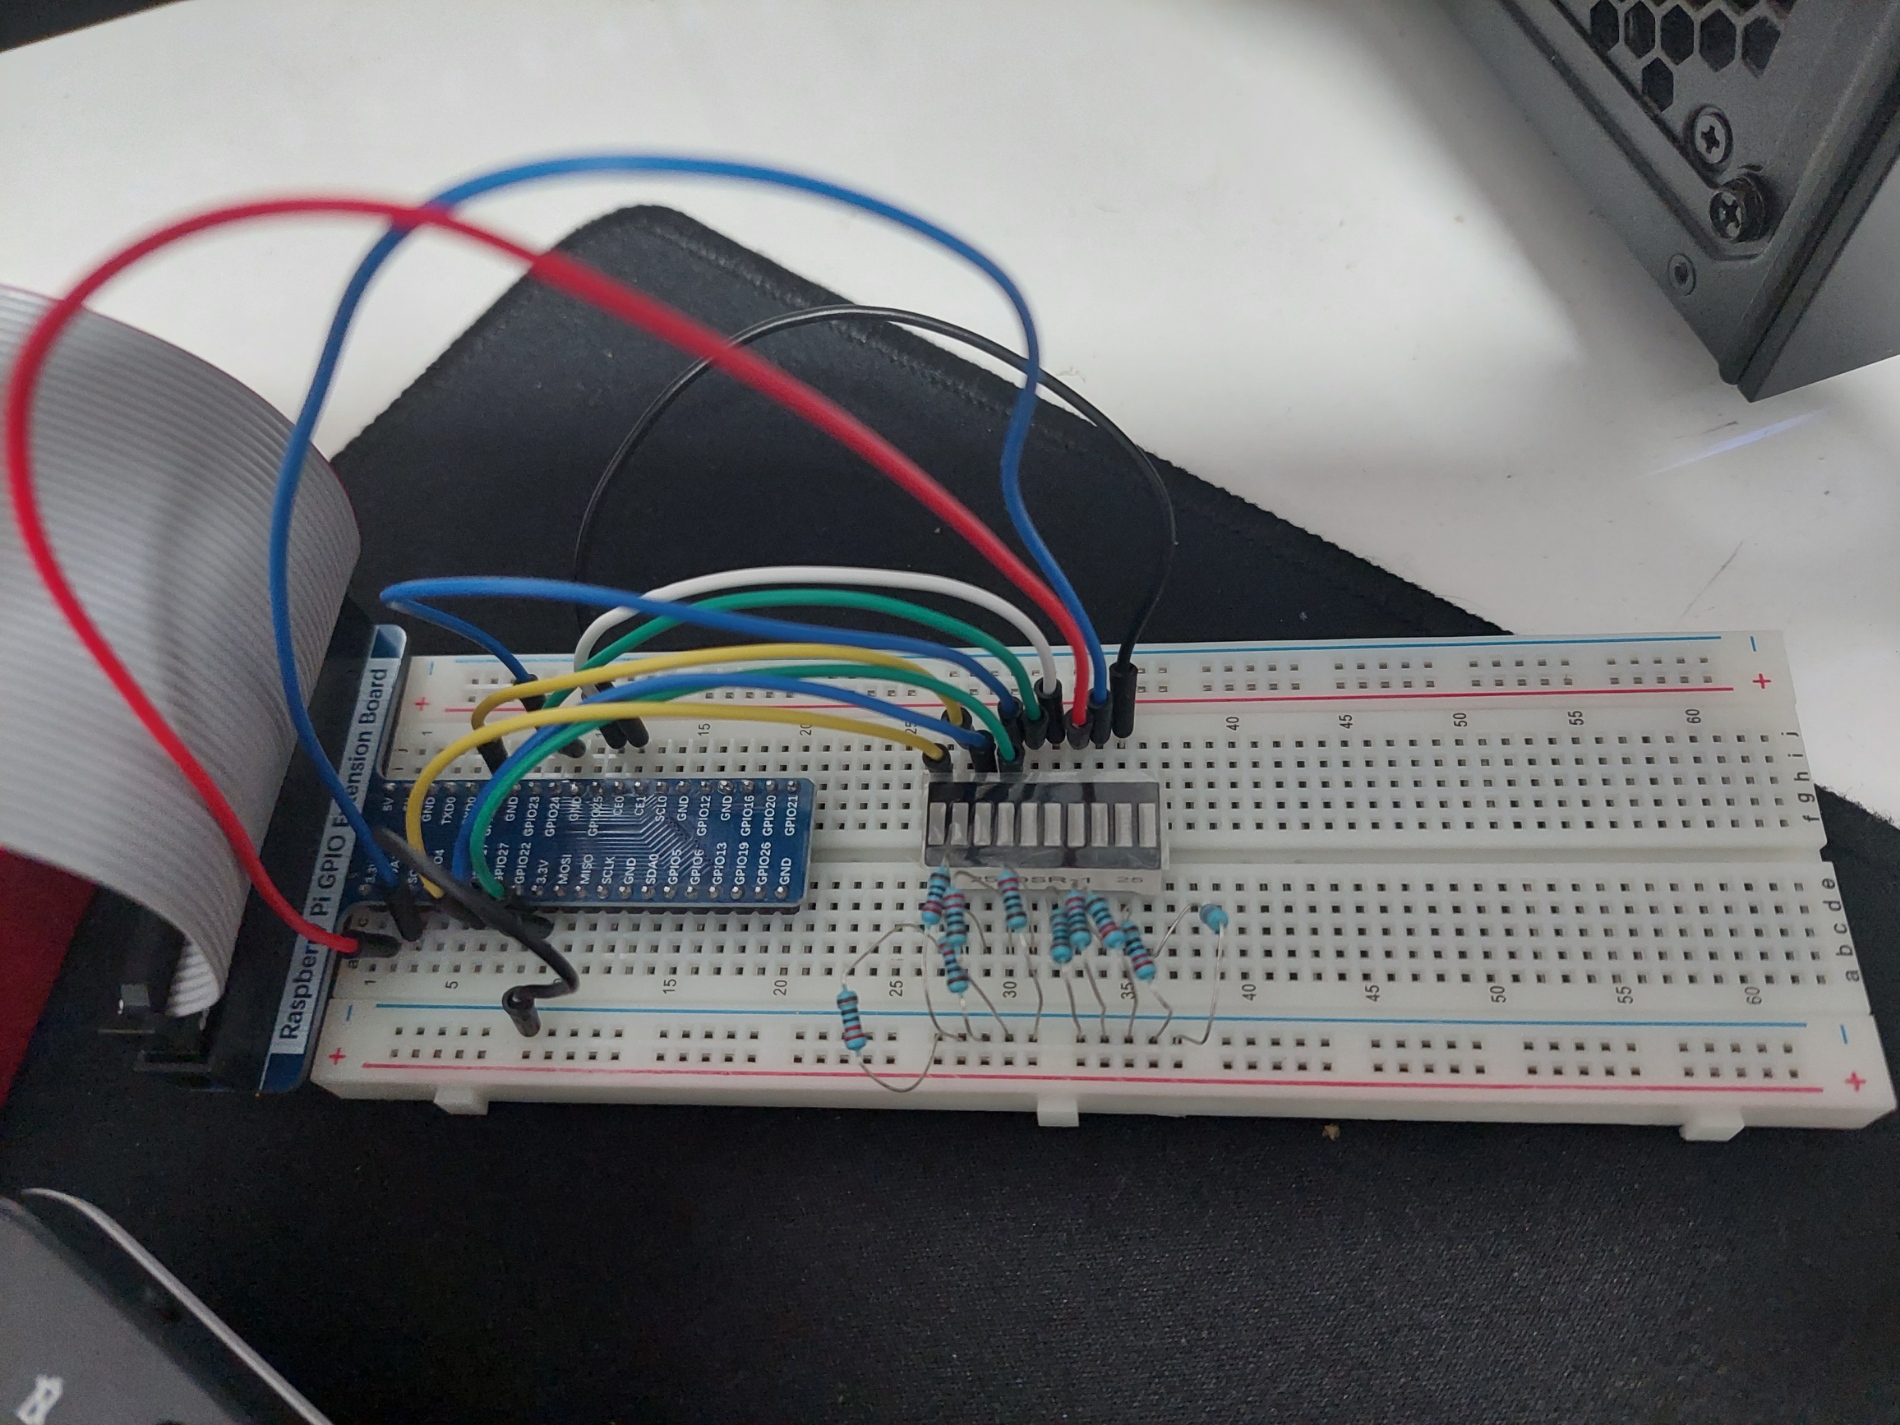 Raspberry Pi GPIO Extension Board
+ − + −
a c i j
1 3.3V 5V 1
GND
TXD0
5
GPIO27 GND
GPIO22 GPIO23
3.3V GPIO24
MOSI GND
MISO GPIO25
SCLK CE0
GND CE1
SDA0 SCL0
15 GPIO5 GND
GPIO6 GPIO12 15
GPIO13 GND
GPIO19 GPIO16
20 GPIO26 GPIO20
GND GPIO21 20
25 25
30
35
40 40
45 45
50 50
55 55
60 60
f g h i j
a b c d e
+ − + −